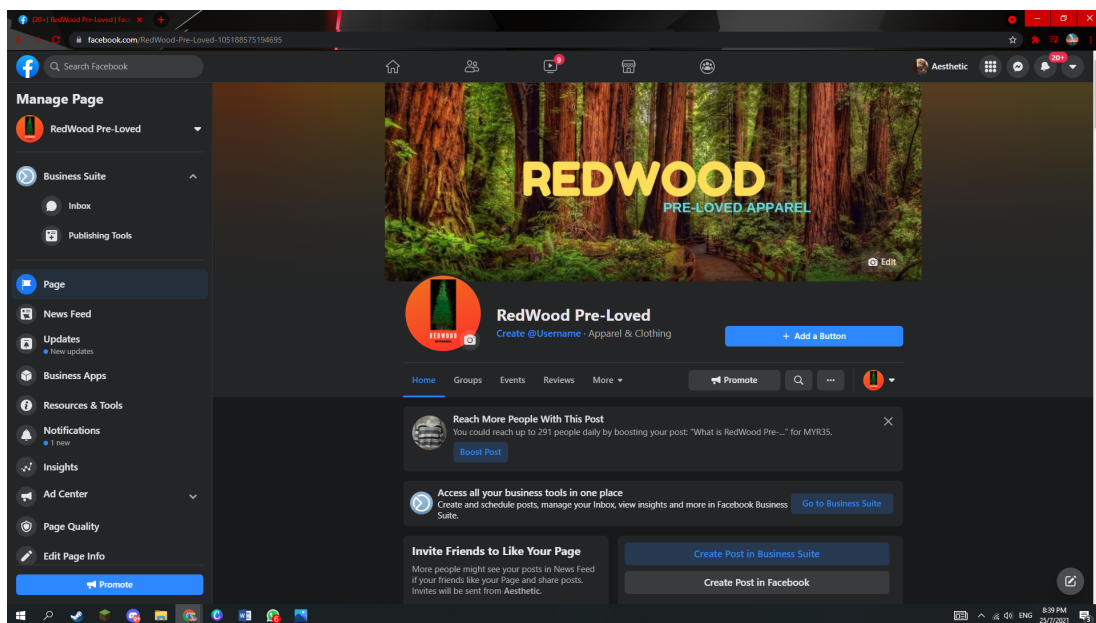 (20+) RedWood Pre-Loved | Face
facebook.com/RedWood-Pre-Loved-105188575194695
Search Facebook
9
Aesthetic
20+
Manage Page
RedWood Pre-Loved
Business Suite
Inbox
Publishing Tools
Page
News Feed
Updates
New updates
Business Apps
Resources & Tools
Notifications
1 new
Insights
Ad Center
Page Quality
Edit Page Info
Promote
REDWOOD
PRE-LOVED APPAREL
Edit
REDWOOD
APPAREL
RedWood Pre-Loved
Create @Username · Apparel & Clothing
+ Add a Button
Home Groups Events Reviews More
Promote
Reach More People With This Post
You could reach up to 291 people daily by boosting your post: "What is RedWood Pre-..." for MYR35.
Boost Post
Access all your business tools in one place
Create and schedule posts, manage your Inbox, view insights and more in Facebook Business
Suite.
Go to Business Suite
Invite Friends to Like Your Page
More people might see your posts in News Feed
if your friends like your Page and share posts.
Invites will be sent from Aesthetic.
Create Post in Business Suite
Create Post in Facebook
ENG
8:39 PM
25/7/2021